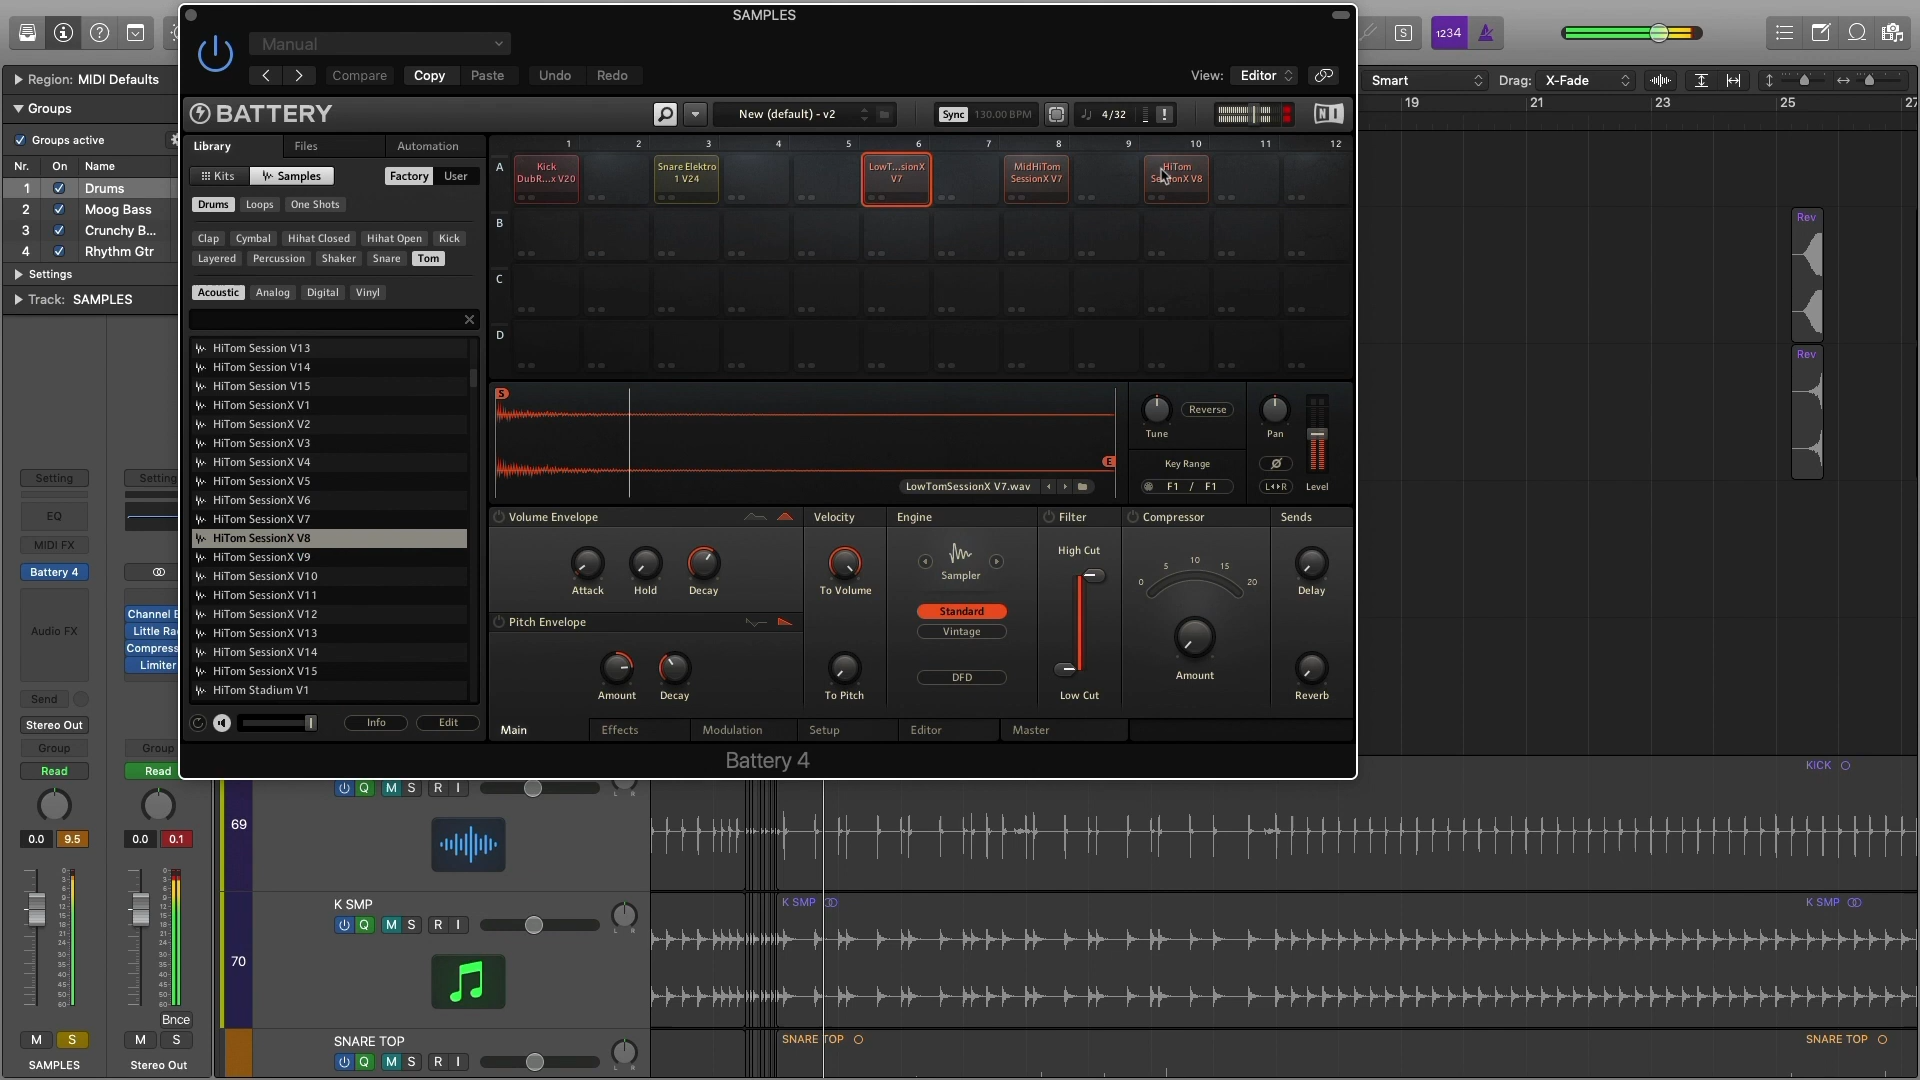 SAMPLES
Manual
Compare Copy Paste Undo Redo View: Editor
1234
Region: MIDI Defaults
Groups
Groups active
Nr. On Name
1 Drums
2 Moog Bass
3 Crunchy B...
4 Rhythm Gtr
Settings
Track: SAMPLES
Smart Drag: X-Fade
19 21 23 25 27
BATTERY New (default) - v2 Sync 130.00 BPM 4/32
Library Files Automation
Kits Samples Factory User
Drums Loops One Shots
Clap Cymbal Hihat Closed Hihat Open Kick
Layered Percussion Shaker Snare Tom
Acoustic Analog Digital Vinyl
HiTom Session V13
HiTom Session V14
HiTom Session V15
HiTom SessionX V1
HiTom SessionX V2
HiTom SessionX V3
HiTom SessionX V4
HiTom SessionX V5
HiTom SessionX V6
HiTom SessionX V7
HiTom SessionX V8
HiTom SessionX V9
HiTom SessionX V10
HiTom SessionX V11
HiTom SessionX V12
HiTom SessionX V13
HiTom SessionX V14
HiTom SessionX V15
HiTom Stadium V1
Info Edit
1 2 3 4 5 6 7 8 9 10 11 12
A
Kick
DubR...x V20
Snare Elektro
1 V24
LowT...sionX
V7
MidHiTom
SessionX V7
HiTom
V8
B
C
D
S
E
LowTomSessionX V7.wav
Tune Reverse
Key Range
F1 / F1
Pan
L R Level
Volume Envelope Velocity Engine Filter Compressor Sends
Attack Hold Decay To Volume
Sampler
Standard
Vintage
DFD
High Cut
Low Cut
0 5 10 15 20
Amount
Delay
Reverb
Pitch Envelope
Amount Decay To Pitch
Main Effects Modulation Setup Editor Master
Battery 4
Setting Setting
EQ
MIDI FX
Battery 4
Audio FX
Channel E
Little Ra
Compress
Limiter
Send
Stereo Out
Group Group
Read Read
0.0 9.5 0.0 0.1
Bnce
M S M S
SAMPLES Stereo Out
Rev
Rev
69
Q M S R I
KICK
70
K SMP
Q M S R I
K SMP K SMP
SNARE TOP
Q M S R I
SNARE TOP SNARE TOP